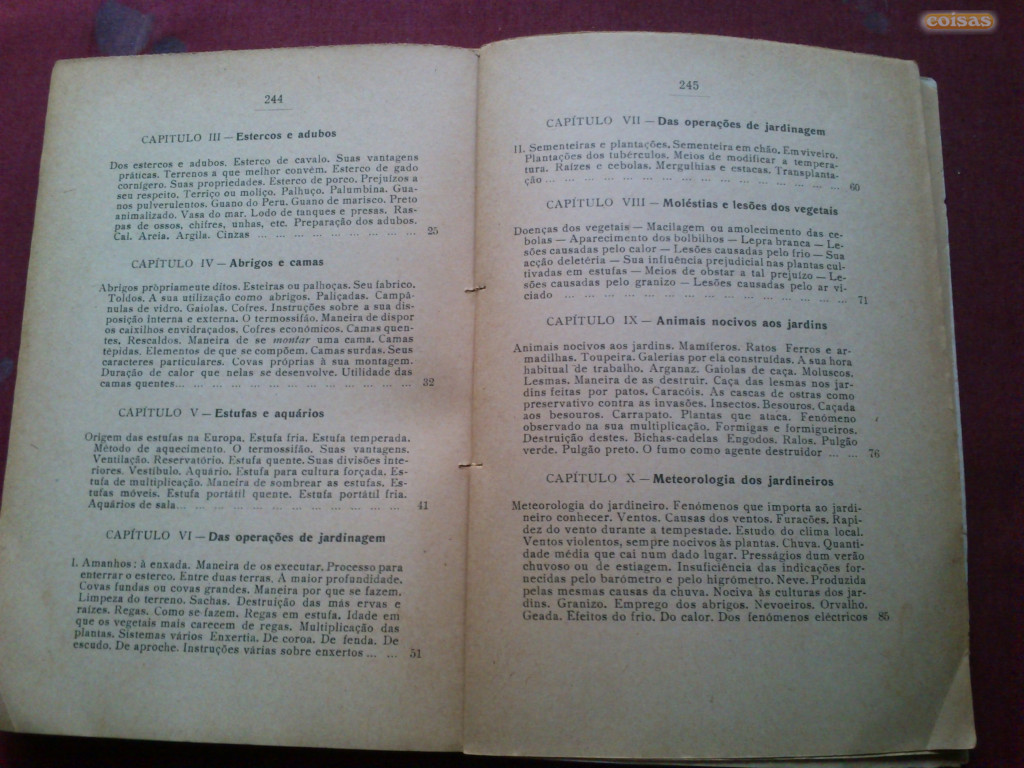 coisas
244
CAPITULO III — Estercos e adubos
Dos estercos e adubos. Esterco de cavalo. Suas vantagens
práticas. Terrenos a que melhor convém. Esterco de gado
cornígero. Suas propriedades. Esterco de porco. Prejuízos a
seu respeito. Terriço ou moliço. Palhuço. Palumbina. Gua-
nos pulverulentos. Guano do Peru. Guano de marisco. Preto
animalizado. Vasa do mar. Lodo de tanques e presas. Ras-
pas de ossos, chifres, unhas, etc. Preparação dos adubos.
Cal. Areia. Argila. Cinzas ... ... ... ... ... ... ... ... 25
CAPÍTULO IV — Abrigos e camas
Abrigos pròpriamente ditos. Esteiras ou palhoças. Seu fabrico.
Toldos. A sua utilização como abrigos. Paliçadas. Campâ-
nulas de vidro. Gaiolas. Cofres. Instruções sobre a sua dis-
posição interna e externa. O termossifão. Maneira de dispor
os caixilhos envidraçados. Cofres económicos. Camas quen-
tes. Rescaldos. Maneira de se montar uma cama. Camas
tépidas. Elementos de que se compõem. Camas surdas. Seus
caracteres particulares. Covas próprias à sua montagem.
Duração de calor que nelas se desenvolve. Utilidade das
camas quentes... ... ... ... ... ... ... ... ... ... ... 32
CAPÍTULO V — Estufas e aquários
Origem das estufas na Europa. Estufa fria. Estufa temperada.
Método de aquecimento. O termossifão. Suas vantagens.
Ventilação. Reservatório. Estufa quente. Suas divisões inte-
riores. Vestíbulo. Aquário. Estufa para cultura forçada. Es-
tufa de multiplicação. Maneira de sombrear as estufas. Es-
tufas móveis. Estufa portátil quente. Estufa portátil fria.
Aquários de sala... ... ... ... ... ... ... ... ... ... 41
CAPÍTULO VI — Das operações de jardinagem
I. Amanhos: à enxada. Maneira de os executar. Processo para
enterrar o esterco. Entre duas terras. A maior profundidade.
Covas fundas ou covas grandes. Maneira por que se fazem.
Limpeza do terreno. Sachas. Destruição das más ervas e
raízes. Regas. Como se fazem. Regas em estufa. Idade em
que os vegetais mais carecem de regas. Multiplicação das
plantas. Sistemas vários Enxertia. De coroa. De fenda. De
escudo. De aproche. Instruções várias sobre enxertos ... ... 51
245
CAPÍTULO VII — Das operações de jardinagem
II. Sementeiras e plantações. Sementeira em chão. Em viveiro.
Plantações dos tubérculos. Meios de modificar a tempera-
tura. Raízes e cebolas. Mergulhias e estacas. Transplanta-
ção ... ... ... ... ... ... ... ... ... ... ... ... ... ... 60
CAPÍTULO VIII — Moléstias e lesões dos vegetais
Doenças dos vegetais — Macilagem ou amolecimento das ce-
bolas — Aparecimento dos bolbilhos — Lepra branca — Le-
sões causadas pelo calor — Lesões causadas pelo frio — Sua
acção deletéria — Sua influência prejudicial nas plantas cul-
tivadas em estufas — Meios de obstar a tal prejuízo — Le-
sões causadas pelo granizo — Lesões causadas pelo ar vi-
ciado ... ... ... ... ... ... ... ... ... ... ... ... ... 71
CAPÍTULO IX — Animais nocivos aos jardins
Animais nocivos aos jardins. Mamíferos. Ratos Ferros e ar-
madilhas. Toupeira. Galerias por ela construídas. A sua hora
habitual de trabalho. Arganaz. Gaiolas de caça. Moluscos.
Lesmas. Maneira de as destruir. Caça das lesmas nos jar-
dins feitas por patos. Caracóis. As cascas de ostras como
preservativo contra as invasões. Insectos. Besouros. Caçada
aos besouros. Carrapato. Plantas que ataca. Fenómeno
observado na sua multiplicação. Formigas e formigueiros.
Destruição destes. Bichas-cadelas Engodos. Ralos. Pulgão
verde. Pulgão preto. O fumo como agente destruidor ... ... 76
CAPÍTULO X — Meteorologia dos jardineiros
Meteorologia do jardineiro. Fenómenos que importa ao jardi-
neiro conhecer. Ventos. Causas dos ventos. Furacões. Rapi-
dez do vento durante a tempestade. Estudo do clima local.
Ventos violentos, sempre nocivos às plantas. Chuva. Quanti-
dade média que cai num dado lugar. Presságios dum verão
chuvoso ou de estiagem. Insuficiência das indicações for-
necidas pelo barómetro e pelo higrómetro. Neve. Produzida
pelas mesmas causas da chuva. Nociva às culturas dos jar-
dins. Granizo. Emprego dos abrigos. Nevoeiros. Orvalho.
Geada. Efeitos do frio. Do calor. Dos fenómenos eléctricos 85